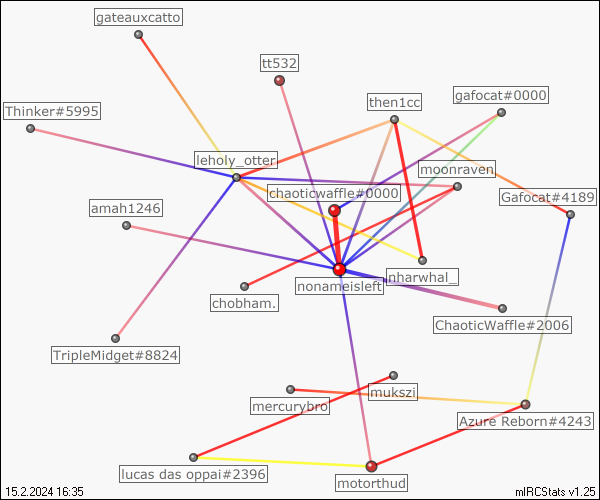 gateauxcatto
tt532
then1cc
gafocat#0000
Thinker#5995
leholy_otter
moonraven
chaoticwaffle#0000
Gafocat#4189
amah1246
nharwhal_
nonameisleft
chobham.
ChaoticWaffle#2006
TripleMidget#8824
mukszi
mercurybro
Azure Reborn#4243
lucas das oppai#2396
motorthud
15.2.2024 16:35
mIRCStats v1.25